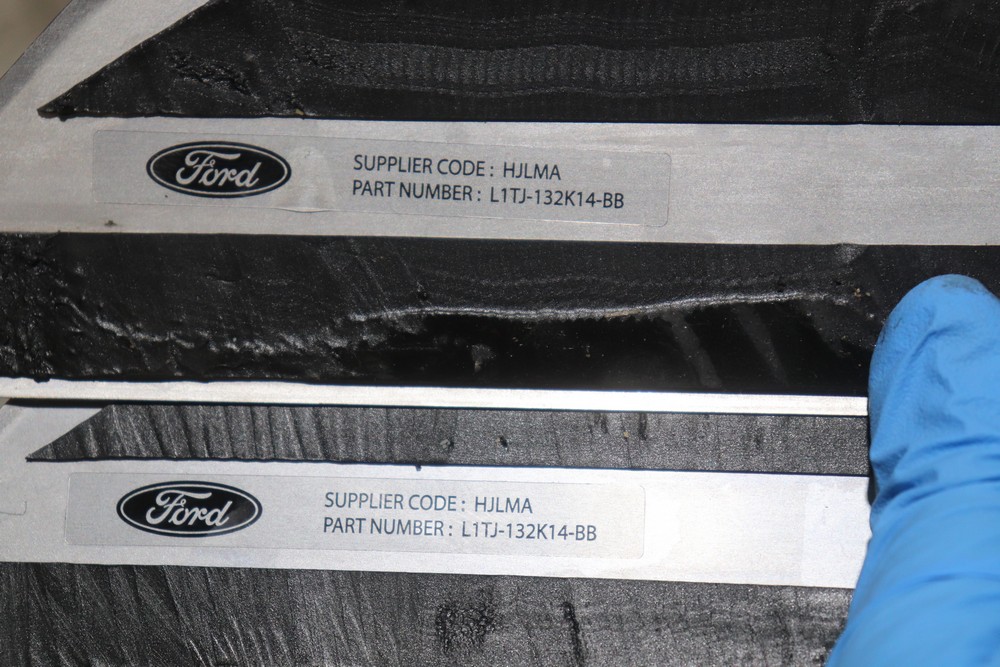 Ford
SUPPLIER CODE : HJLMA
PART NUMBER : L1TJ-132K14-BB
Ford
SUPPLIER CODE : HJLMA
PART NUMBER : L1TJ-132K14-BB